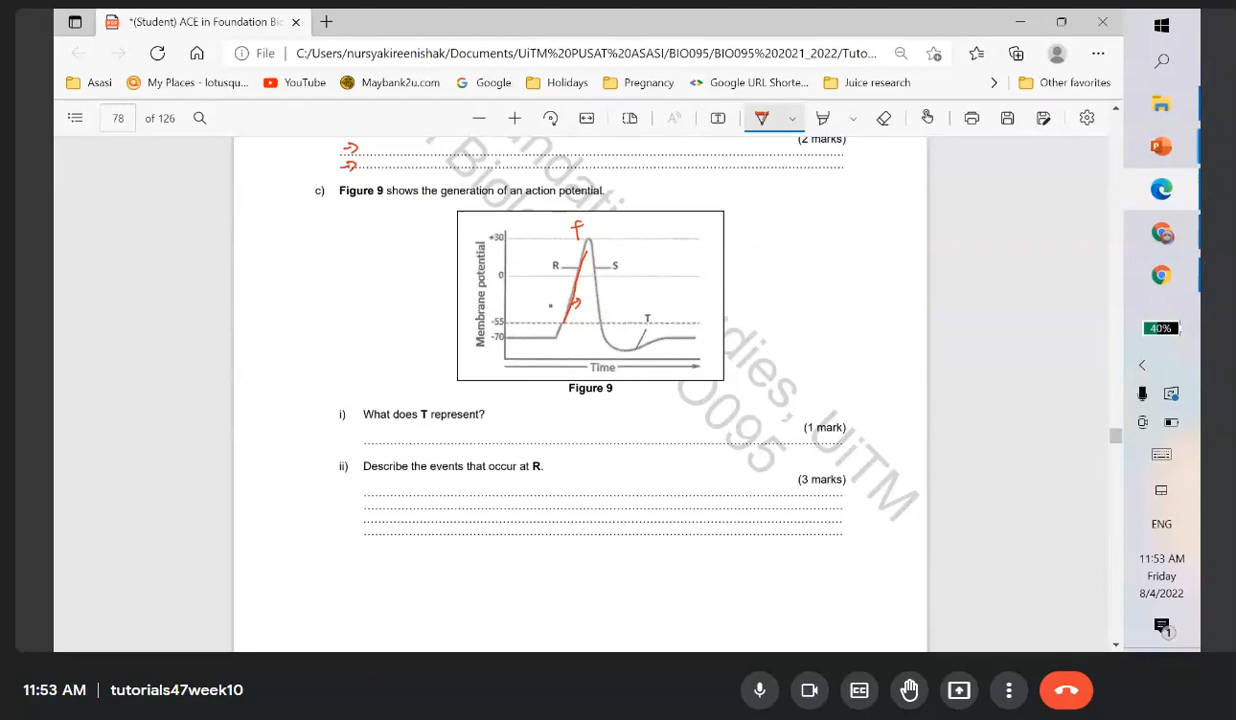 *(Student) ACE in Foundation Bio
File C:/Users/nursyakireenishak/Documents/UiTM%20PUSAT%20ASASI/BIO095/BIO095%202021_2022/Tuto...
Asasi My Places - lotusqu... YouTube Maybank2u.com Google Holidays Pregnancy Google URL Shorte... Juice research Other favorites
78 of 126
(2 marks)
c) Figure 9 shows the generation of an action potential.
+30
R S
0
-55
T
-70
Membrane potential
Time
Figure 9
i) What does T represent?
(1 mark)
ii) Describe the events that occur at R.
(3 marks)
40%
ENG
11:53 AM
Friday
8/4/2022
1
11:53 AM | tutorials47week10